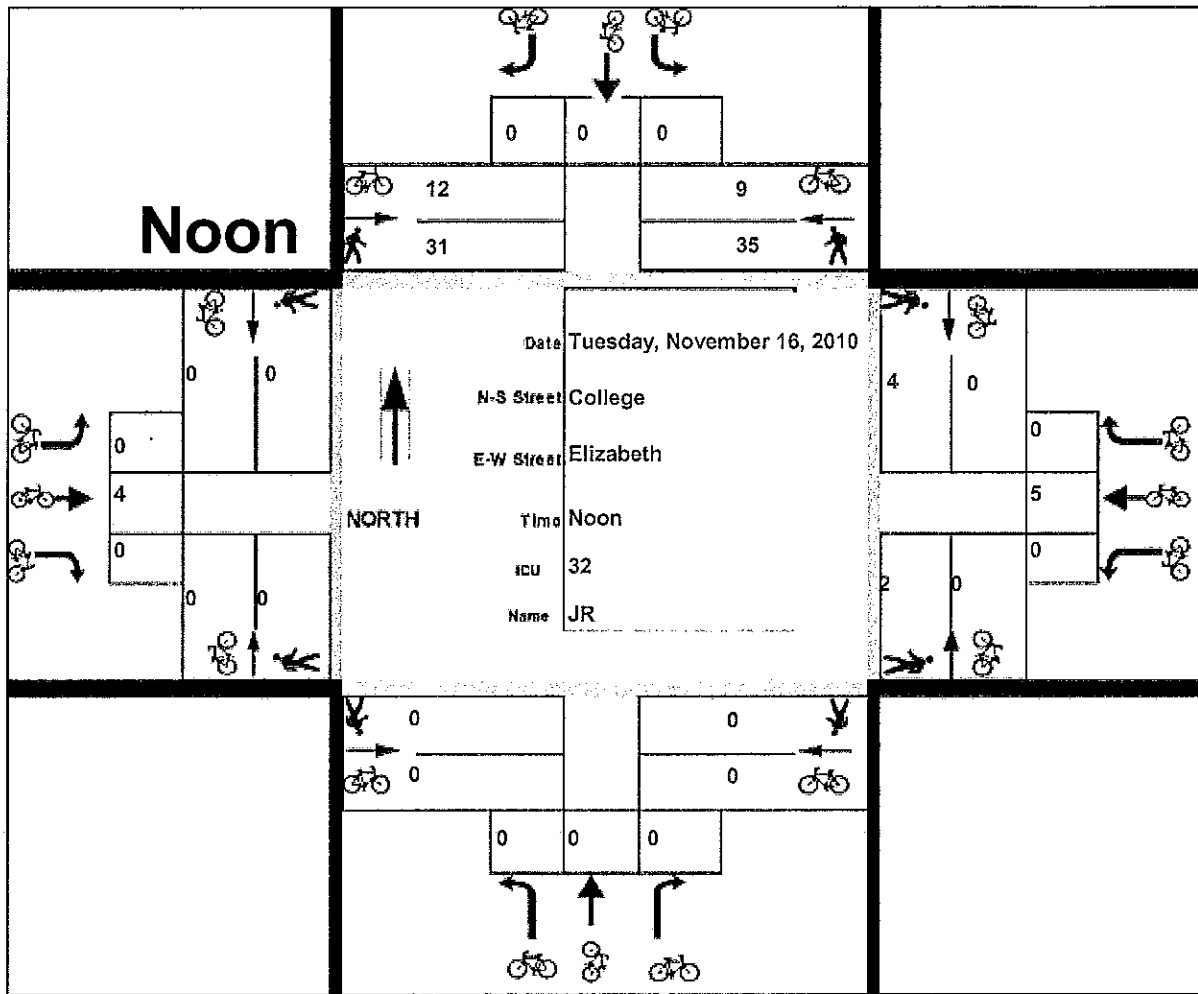 0 0 0
12 9
Noon
31 35
Date Tuesday, November 16, 2010
0 0
4 0
N-S Street College
0
0
E-W Street Elizabeth
4
5
NORTH
Time Noon
0
0
ICU 32
0 0
2 0
Name JR
0 0
0 0
0 0 0